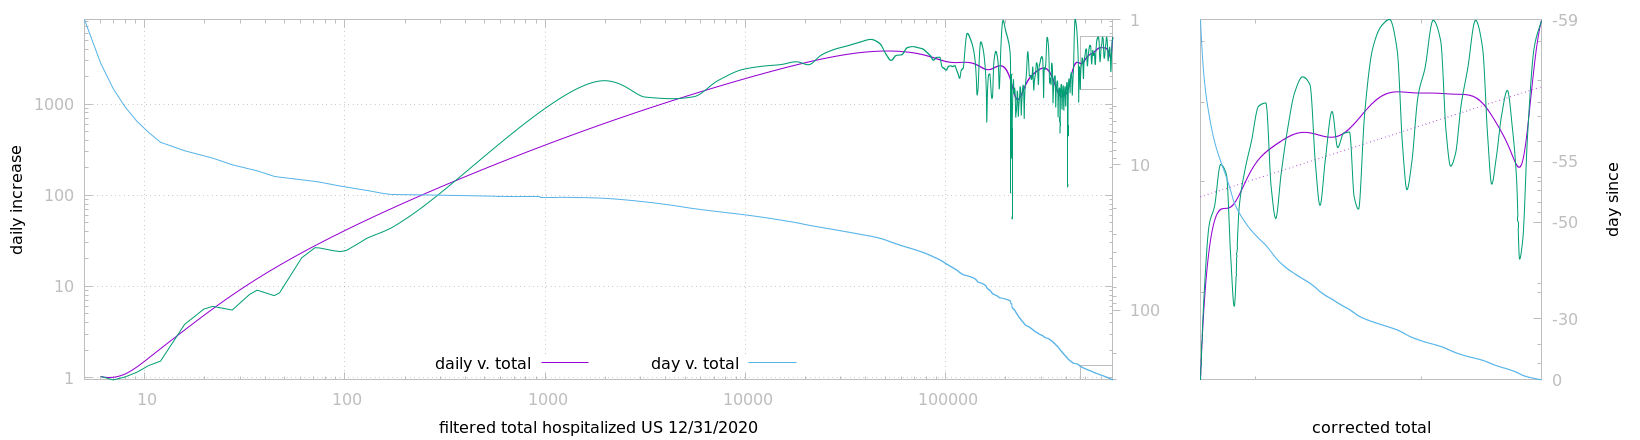 1
-59
1000
daily increase
10
-55
day since
100
-50
10
100
-30
daily v. total
day v. total
1
0
10
100
1000
10000
100000
filtered total hospitalized US 12/31/2020
corrected total